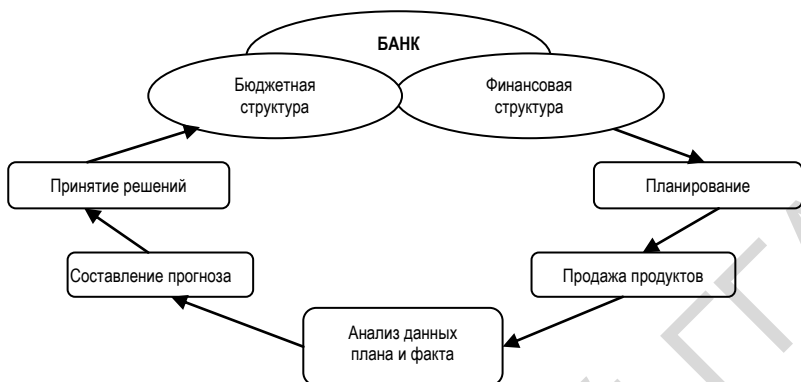 БАНК
Бюджетная
структура
Финансовая
структура
Принятие решений
Планирование
Составление прогноза
Продажа продуктов
Анализ данных
плана и факта